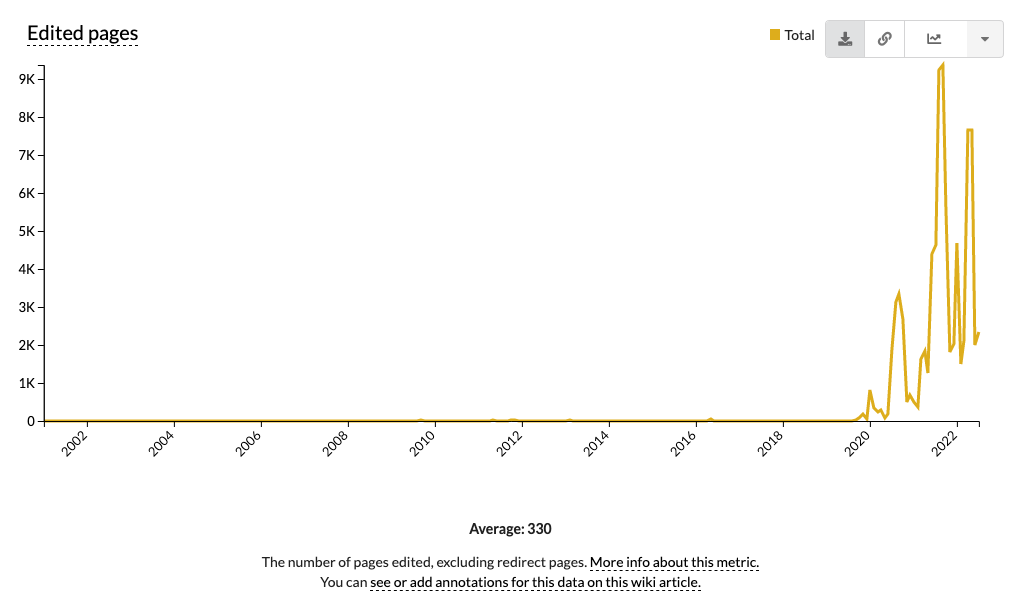 Edited pages
Total
9K
8K
7K
6K
5K
4K
3K
2K
1K
0
2002
2004
2006
2008
2010
2012
2014
2016
2018
2020
2022
Average: 330
The number of pages edited, excluding redirect pages. More info about this metric.
You can see or add annotations for this data on this wiki article.